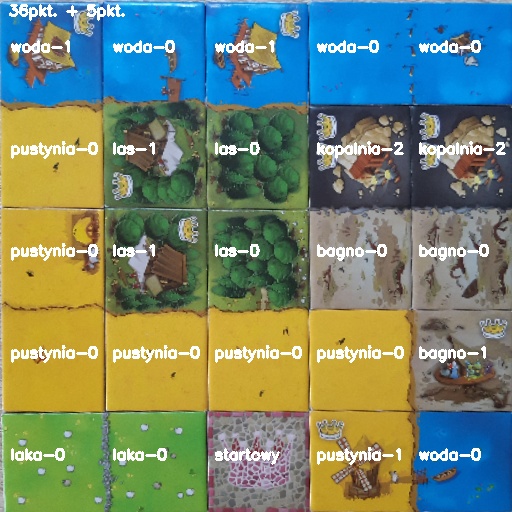 36pkt. + 5pkt.
woda-1 woda-0 woda-1 woda-0 woda-0
pustynia-0 las-1 las-0 kopalnia-2 kopalnia-2
pustynia-0 las-1 las-0 bagno-0 bagno-0
pustynia-0 pustynia-0 pustynia-0 pustynia-0 bagno-1
laka-0 laka-0 startowy pustynia-1 woda-0